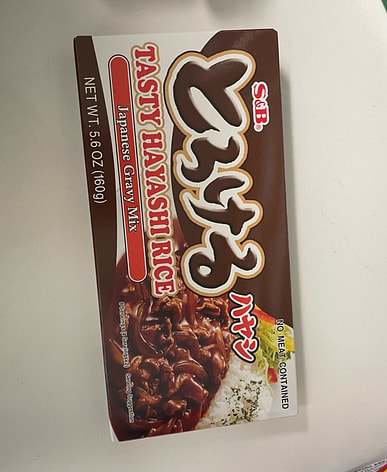 S&B®
とろける
ハヤシ
TASTY HAYASHI RICE
Japanese Gravy Mix
NET WT. 5.6 OZ (160g)
NO MEAT CONTAINED